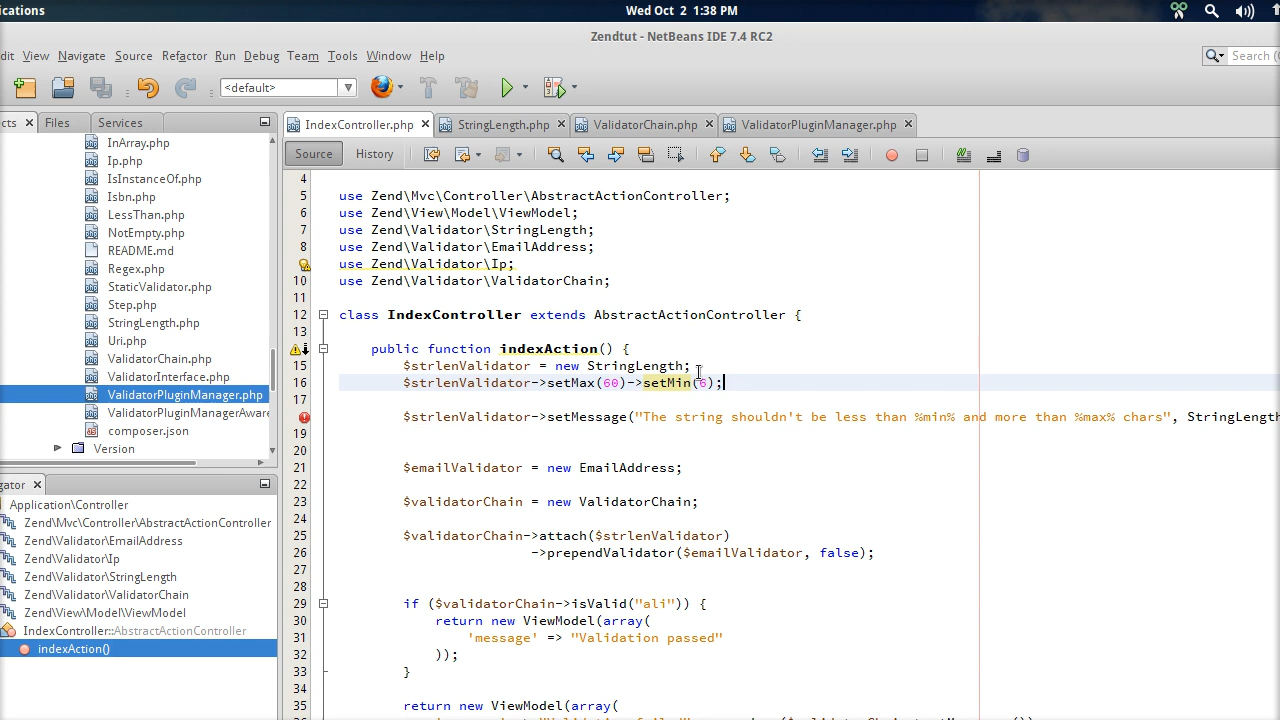 ications
Wed Oct 2 1:38 PM
Zendtut - NetBeans IDE 7.4 RC2
dit View Navigate Source Refactor Run Debug Team Tools Window Help
Search (
<default>
cts Files Services
IndexController.php StringLength.php ValidatorChain.php ValidatorPluginManager.php
Source History
InArray.php
Ip.php
IsInstanceOf.php
Isbn.php
LessThan.php
NotEmpty.php
README.md
Regex.php
StaticValidator.php
Step.php
StringLength.php
Uri.php
ValidatorChain.php
ValidatorInterface.php
ValidatorPluginManager.php
ValidatorPluginManagerAware
composer.json
Version
gator
Application\Controller
Zend\Mvc\Controller\AbstractActionController
Zend\Validator\EmailAddress
Zend\Validator\Ip
Zend\Validator\StringLength
Zend\Validator\ValidatorChain
Zend\View\Model\ViewModel
IndexController::AbstractActionController
indexAction()
4
5 use Zend\Mvc\Controller\AbstractActionController;
6 use Zend\View\Model\ViewModel;
7 use Zend\Validator\StringLength;
8 use Zend\Validator\EmailAddress;
use Zend\Validator\Ip;
10 use Zend\Validator\ValidatorChain;
11
12 class IndexController extends AbstractActionController {
13
public function indexAction() {
15 $strlenValidator = new StringLength;
16 $strlenValidator->setMax(60)->setMin(6);
17
$strlenValidator->setMessage("The string shouldn't be less than %min% and more than %max% chars", StringLength
19
20
21 $emailValidator = new EmailAddress;
22
23 $validatorChain = new ValidatorChain;
24
25 $validatorChain->attach($strlenValidator)
26 ->prependValidator($emailValidator, false);
27
28
29 if ($validatorChain->isValid("ali")) {
30 return new ViewModel(array(
31 'message' => "Validation passed"
32 ));
33 }
34
35 return new ViewModel(array(